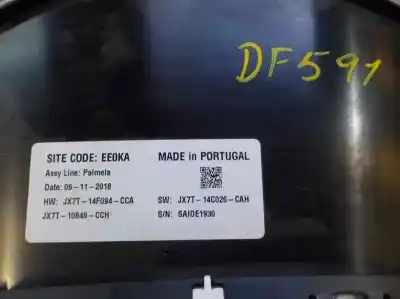 DF591
SITE CODE: EE0KA MADE in PORTUGAL
Assy Line: Palmela
Date: 09-11-2018
HW: JX7T-14F094-CCA SW: JX7T-14C026-CAH
JX7T-10849-CCH S/N: SAIOE1930